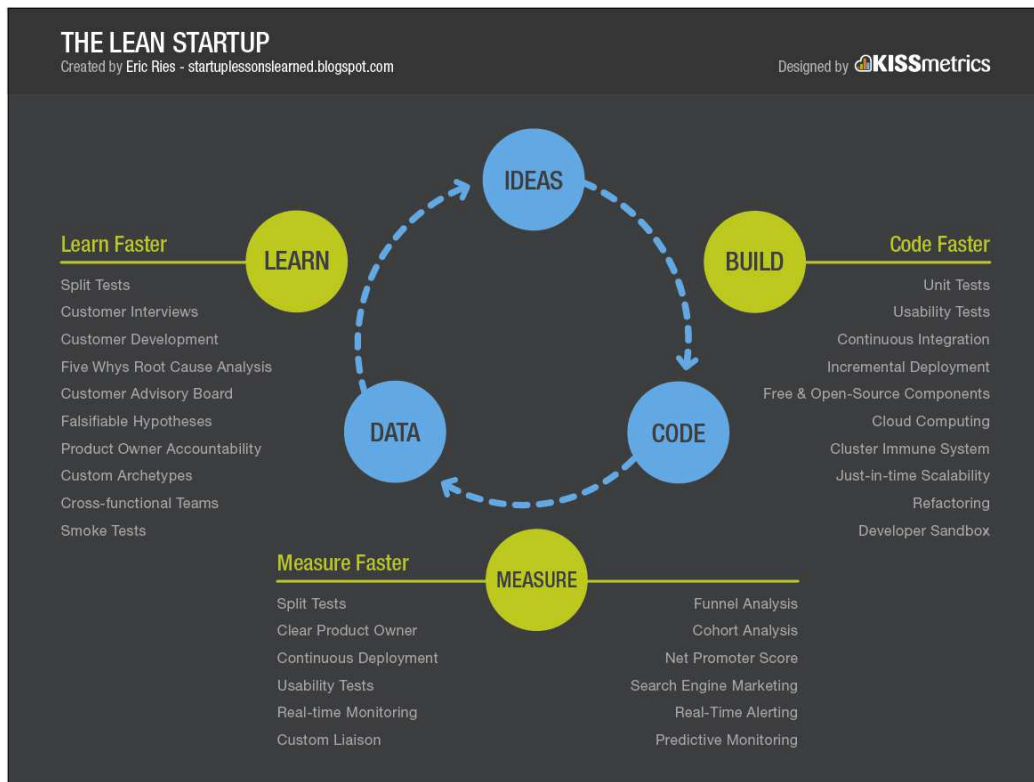 THE LEAN STARTUP
Created by Eric Ries - startuplessonslearned.blogspot.com
Designed by KISSmetrics
IDEAS
LEARN
BUILD
DATA
CODE
MEASURE
Learn Faster
Split Tests
Customer Interviews
Customer Development
Five Whys Root Cause Analysis
Customer Advisory Board
Falsifiable Hypotheses
Product Owner Accountability
Custom Archetypes
Cross-functional Teams
Smoke Tests
Code Faster
Unit Tests
Usability Tests
Continuous Integration
Incremental Deployment
Free & Open-Source Components
Cloud Computing
Cluster Immune System
Just-in-time Scalability
Refactoring
Developer Sandbox
Measure Faster
Split Tests
Clear Product Owner
Continuous Deployment
Usability Tests
Real-time Monitoring
Custom Liaison
Funnel Analysis
Cohort Analysis
Net Promoter Score
Search Engine Marketing
Real-Time Alerting
Predictive Monitoring